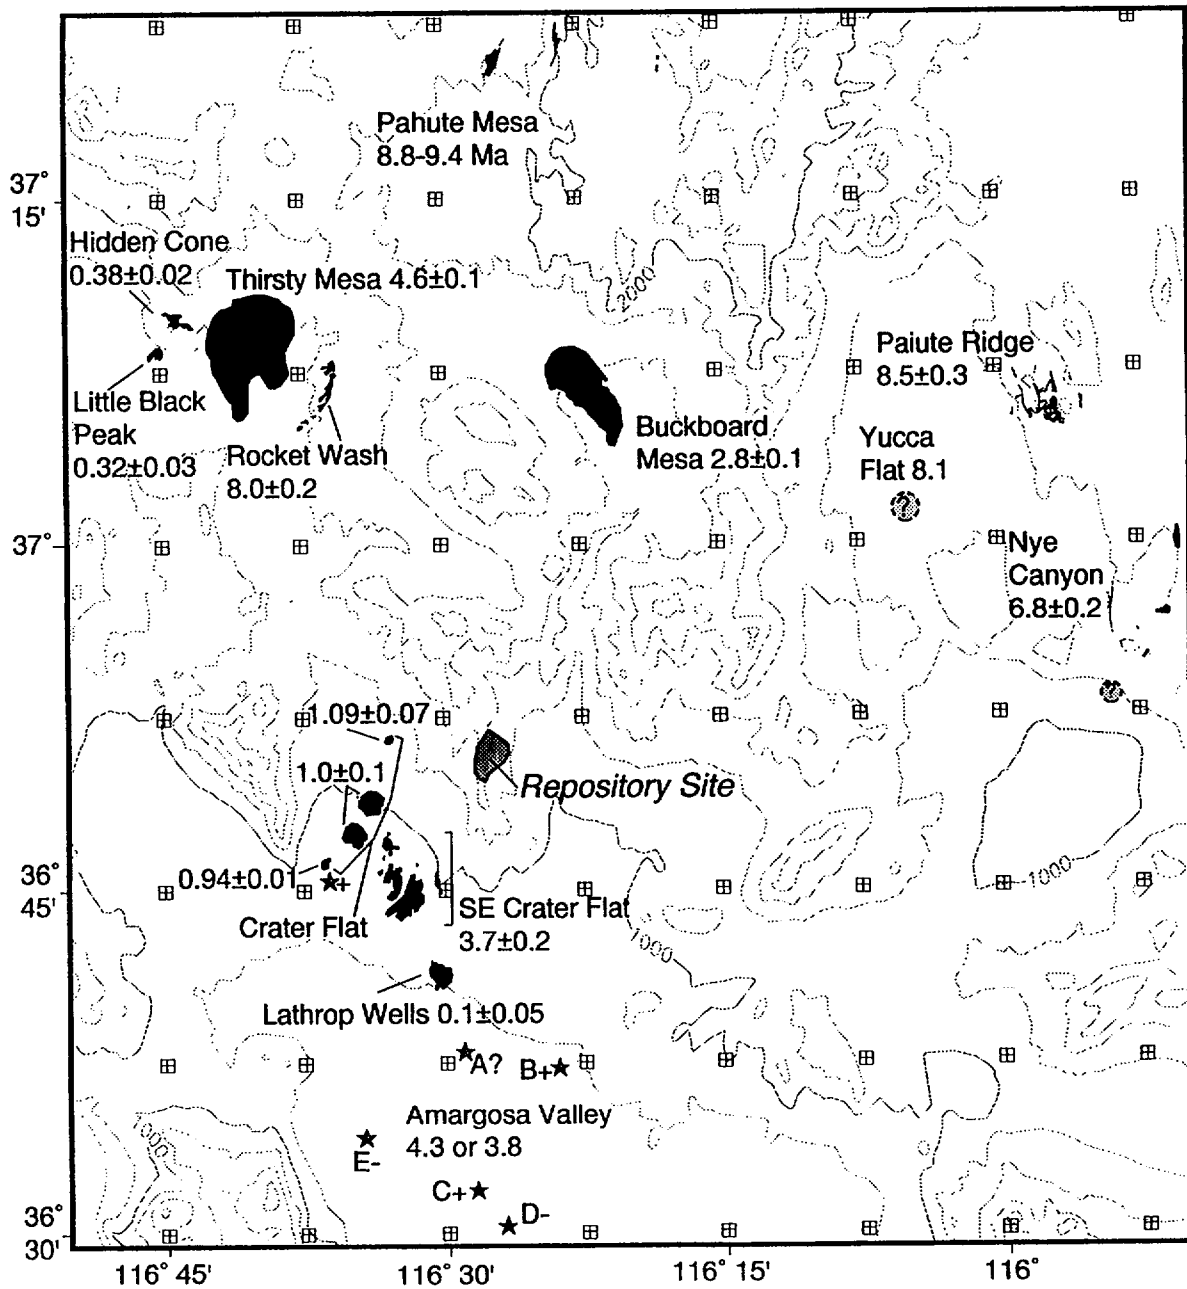 Pahute Mesa
8.8-9.4 Ma
37°
15'
Hidden Cone
0.38±0.02
Thirsty Mesa 4.6±0.1
2000
Paiute Ridge
8.5±0.3
Little Black
Peak
0.32±0.03
Rocket Wash
8.0±0.2
Buckboard
Mesa 2.8±0.1
Yucca
Flat 8.1
?
37°
Nye
Canyon
6.8±0.2
?
1.09±0.07
1.0±0.1
Repository Site
0.94±0.01
+
36°
45'
1000
Crater Flat
SE Crater Flat
3.7±0.2
1000
Lathrop Wells 0.1±0.05
A?
B+
Amargosa Valley
4.3 or 3.8
1000
E-
C+
D-
36°
30'
116° 45'
116° 30'
116° 15'
116°